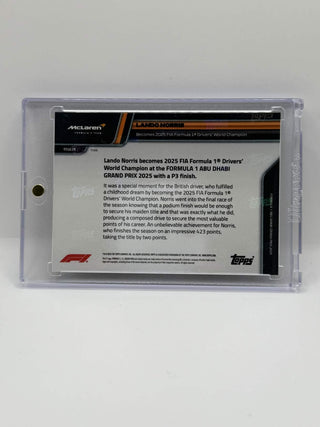 McLaren
LANDO NORRIS
Becomes 2025 FIA Formula 1® Drivers' World Champion
Lando Norris becomes 2025 FIA Formula 1® Drivers'
World Champion at the FORMULA 1 ABU DHABI
GRAND PRIX 2025 with a P3 finish.
It was a special moment for the British driver, who fulfilled
a childhood dream by becoming the 2025 FIA Formula 1®
Drivers' World Champion. Norris went into the final race of
the season knowing that a podium finish would be enough
to secure his maiden title and that was exactly what he did,
producing a composed drive to secure the most valuable
points of his career. An unbelievable achievement for Norris,
who finishes the season on an impressive 423 points,
taking the title by two points.
F1
Topps